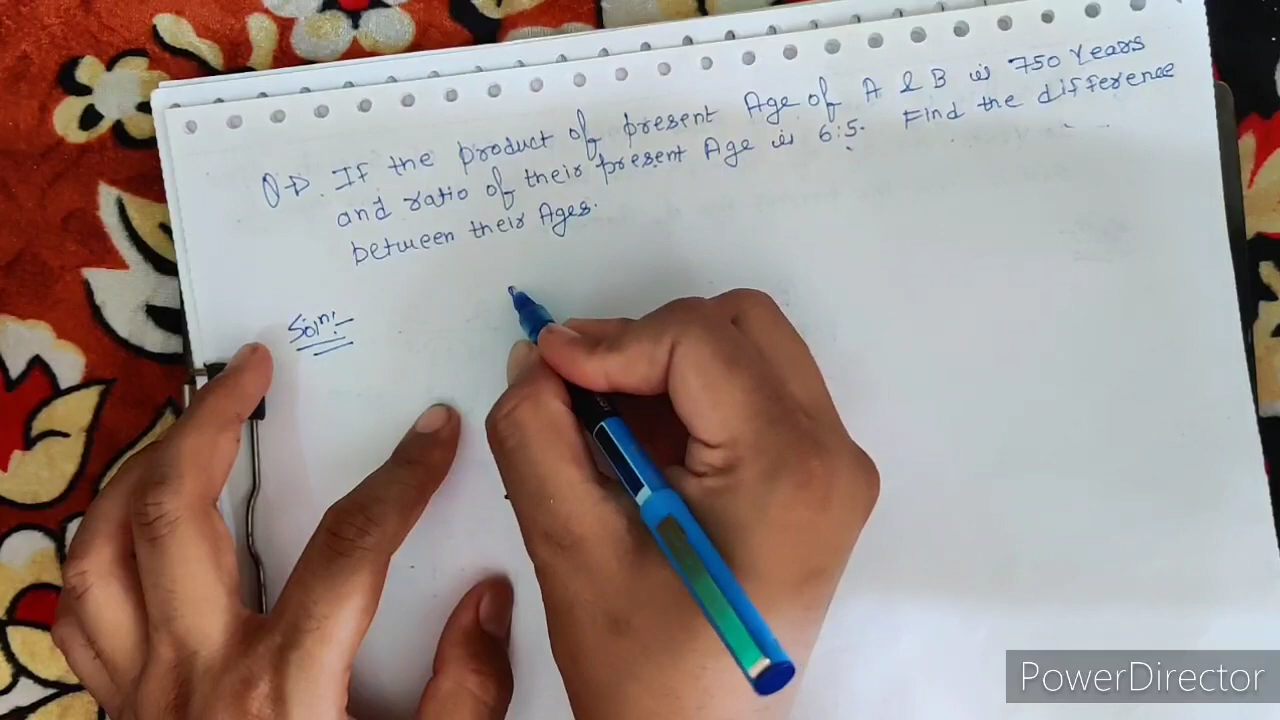 Q→. If the product of present Age of A & B is 750 Years
and ratio of their present Age is 6:5. Find the difference
between their Ages.
Soln:-
PowerDirector